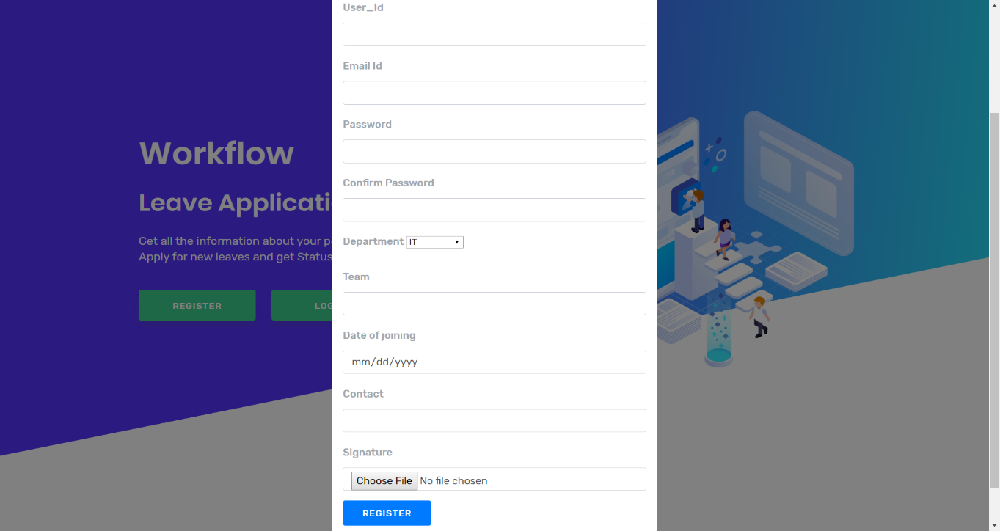 User_Id
Email Id
Password
Confirm Password
Department IT
Team
Date of joining
mm/dd/yyyy
Contact
Signature
Choose File No file chosen
REGISTER
Workflow
Leave Applicati
Get all the information about your p
Apply for new leaves and get Status
REGISTER
LOG